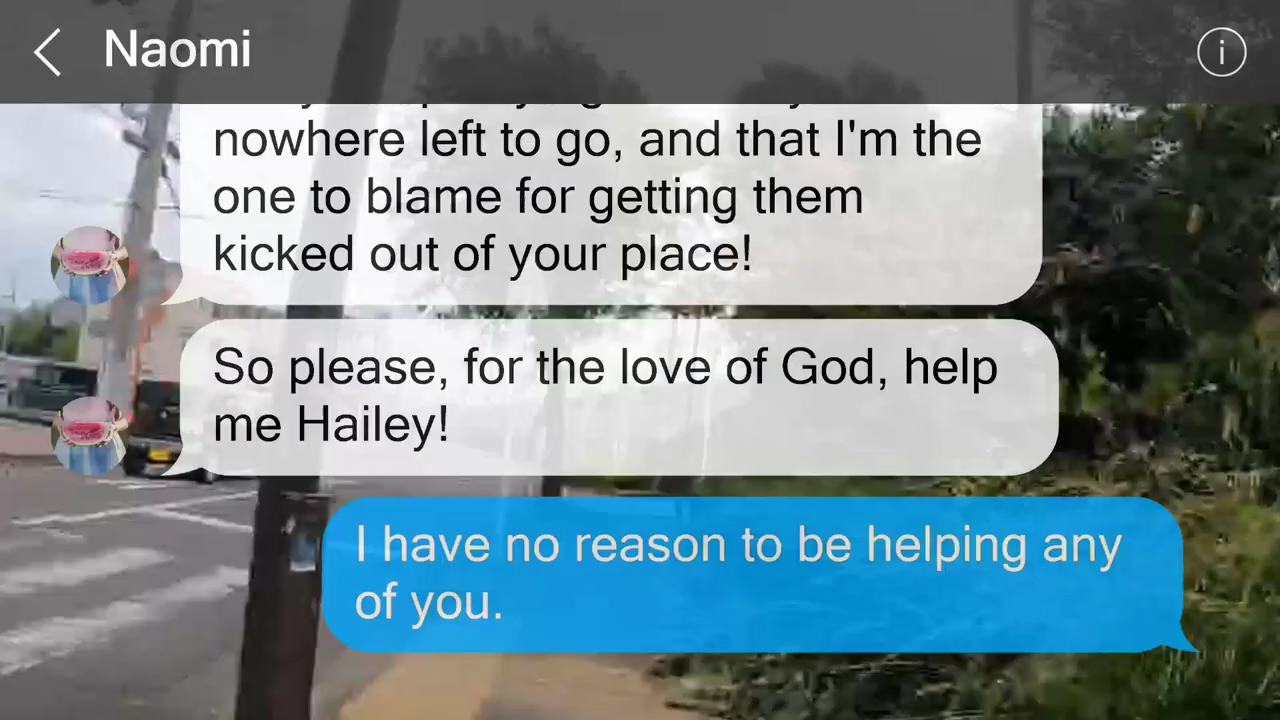 Naomi
nowhere left to go, and that I'm the
one to blame for getting them
kicked out of your place!
So please, for the love of God, help
me Hailey!
I have no reason to be helping any
of you.